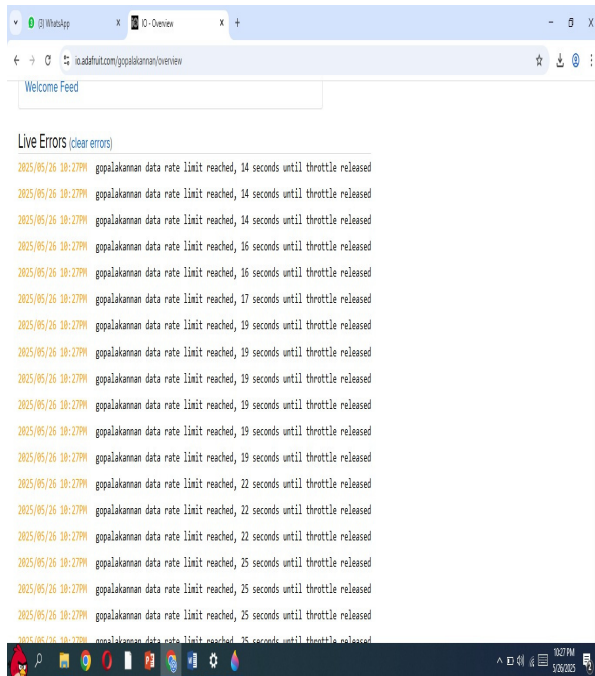 (3) WhatsApp
IO - Overview
io.adafruit.com/gopalakannan/overview
Welcome Feed
Live Errors (clear errors)
2025/05/26 10:27PM gopalakannan data rate limit reached, 14 seconds until throttle released
2025/05/26 10:27PM gopalakannan data rate limit reached, 14 seconds until throttle released
2025/05/26 10:27PM gopalakannan data rate limit reached, 14 seconds until throttle released
2025/05/26 10:27PM gopalakannan data rate limit reached, 16 seconds until throttle released
2025/05/26 10:27PM gopalakannan data rate limit reached, 16 seconds until throttle released
2025/05/26 10:27PM gopalakannan data rate limit reached, 17 seconds until throttle released
2025/05/26 10:27PM gopalakannan data rate limit reached, 19 seconds until throttle released
2025/05/26 10:27PM gopalakannan data rate limit reached, 19 seconds until throttle released
2025/05/26 10:27PM gopalakannan data rate limit reached, 19 seconds until throttle released
2025/05/26 10:27PM gopalakannan data rate limit reached, 19 seconds until throttle released
2025/05/26 10:27PM gopalakannan data rate limit reached, 19 seconds until throttle released
2025/05/26 10:27PM gopalakannan data rate limit reached, 19 seconds until throttle released
2025/05/26 10:27PM gopalakannan data rate limit reached, 22 seconds until throttle released
2025/05/26 10:27PM gopalakannan data rate limit reached, 22 seconds until throttle released
2025/05/26 10:27PM gopalakannan data rate limit reached, 22 seconds until throttle released
2025/05/26 10:27PM gopalakannan data rate limit reached, 25 seconds until throttle released
2025/05/26 10:27PM gopalakannan data rate limit reached, 25 seconds until throttle released
2025/05/26 10:27PM gopalakannan data rate limit reached, 25 seconds until throttle released
2025/05/26 10:27PM gopalakannan data rate limit reached, 25 seconds until throttle released
10:27 PM
5/26/2025